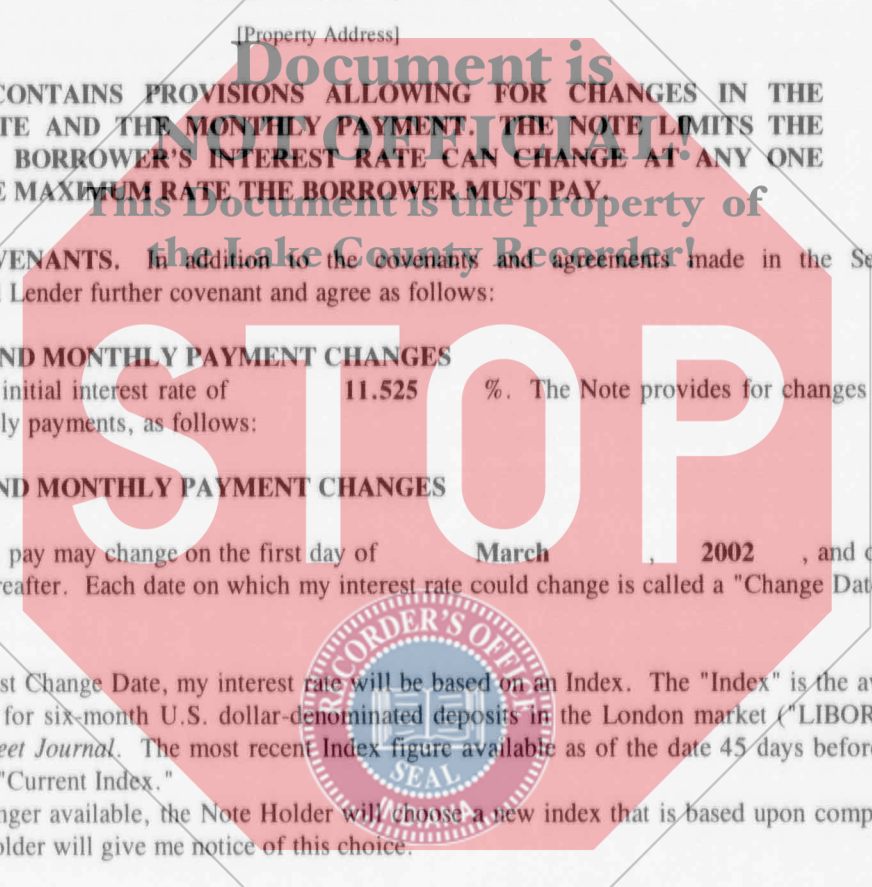 [Property Address]
Document is
CONTAINS PROVISIONS ALLOWING FOR CHANGES IN THE
TE AND THE MONTHLY PAYMENT. THE NOTE LIMITS THE
NOT OFFICIAL!
BORROWER'S INTEREST RATE CAN CHANGE AT ANY ONE
E MAXIMUM RATE THE BORROWER MUST PAY.
This Document is the property of
the Lake County Recorder!
VENANTS. In addition to the covenants and agreements made in the Se
Lender further covenant and agree as follows:
STOP
ND MONTHLY PAYMENT CHANGES
initial interest rate of 11.525 %. The Note provides for changes
ly payments, as follows:
ND MONTHLY PAYMENT CHANGES
pay may change on the first day of March , 2002 , and
reafter. Each date on which my interest rate could change is called a "Change Dat
RECORDER'S OFFICE
st Change Date, my interest rate will be based on an Index. The "Index" is the av
for six-month U.S. dollar-denominated deposits in the London market ("LIBOR
eet Journal. The most recent Index figure available as of the date 45 days before
"Current Index."
SEAL
INDIANA
nger available, the Note Holder will choose a new index that is based upon comp
older will give me notice of this choice.